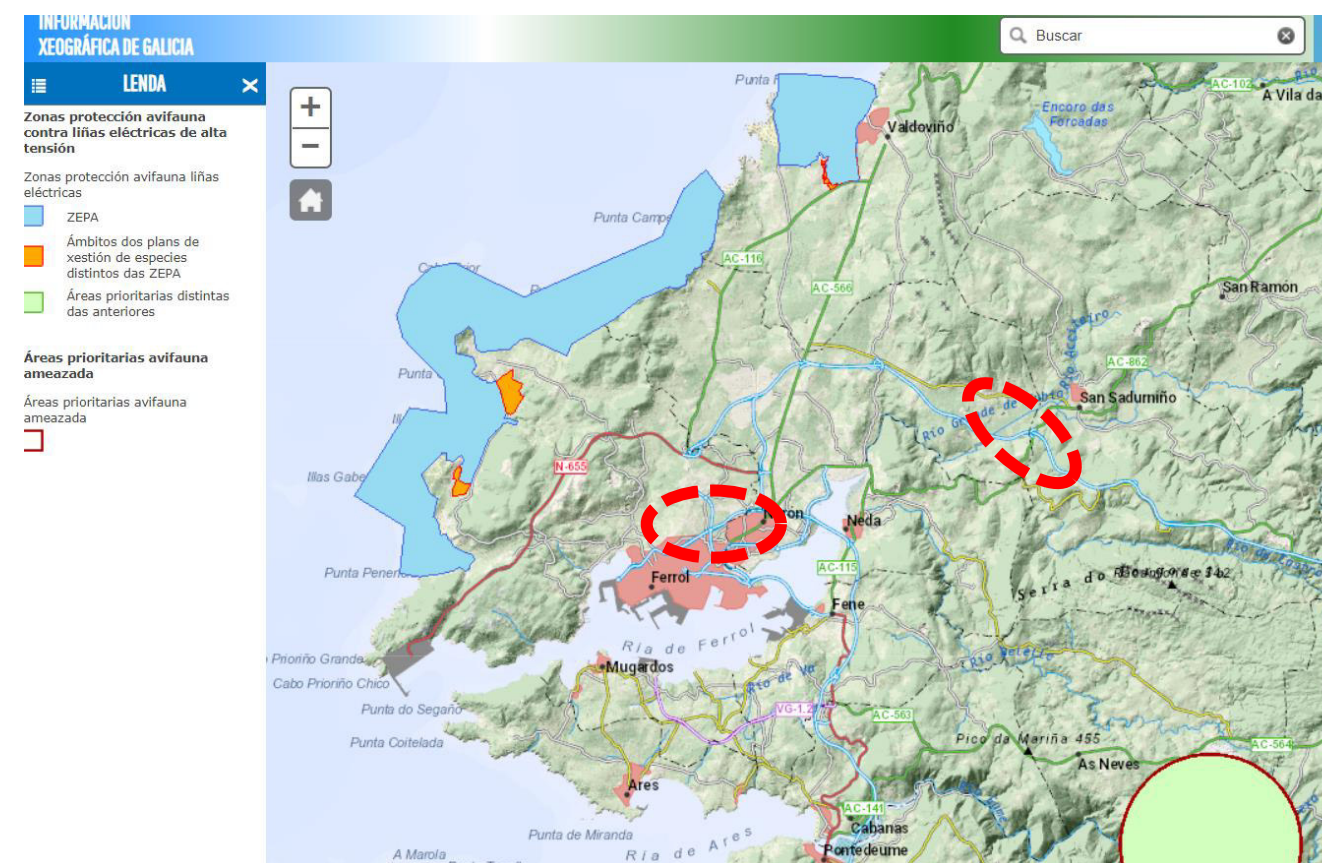 INFORMACIÓN
XEOGRÁFICA DE GALICIA
Buscar
LENDA
Zonas protección avifauna
contra liñas eléctricas de alta
tensión
Zonas protección avifauna liñas
eléctricas
ZEPA
Ámbitos dos plans de
xestión de especies
distintos das ZEPA
Áreas prioritarias distintas
das anteriores
Áreas prioritarias avifauna
ameazada
Áreas prioritarias avifauna
ameazada
+
−
Punta
AC-102
A Vila da
Encoro das
Forcadas
Valdoviño
Punta Campe
AC-116
AC-566
San Ramón
AC-862
Punta
San Sadurniño
Río Grande de
N-655
Illas Gabe
Neda
Punta Penen
Ferrol
AC-115
Serra do
Fene
Ría de Ferrol
Prioriño Grande
Mugardos
Cabo Prioriño Chico
Punta do Segaño
VG-1.2
AC-563
Punta Coitelada
Pico da Mariña 455
AC-564
As Neves
Ares
AC-141
Cabanas
Punta de Miranda
Ría de Ares
Pontedeume
A Marola